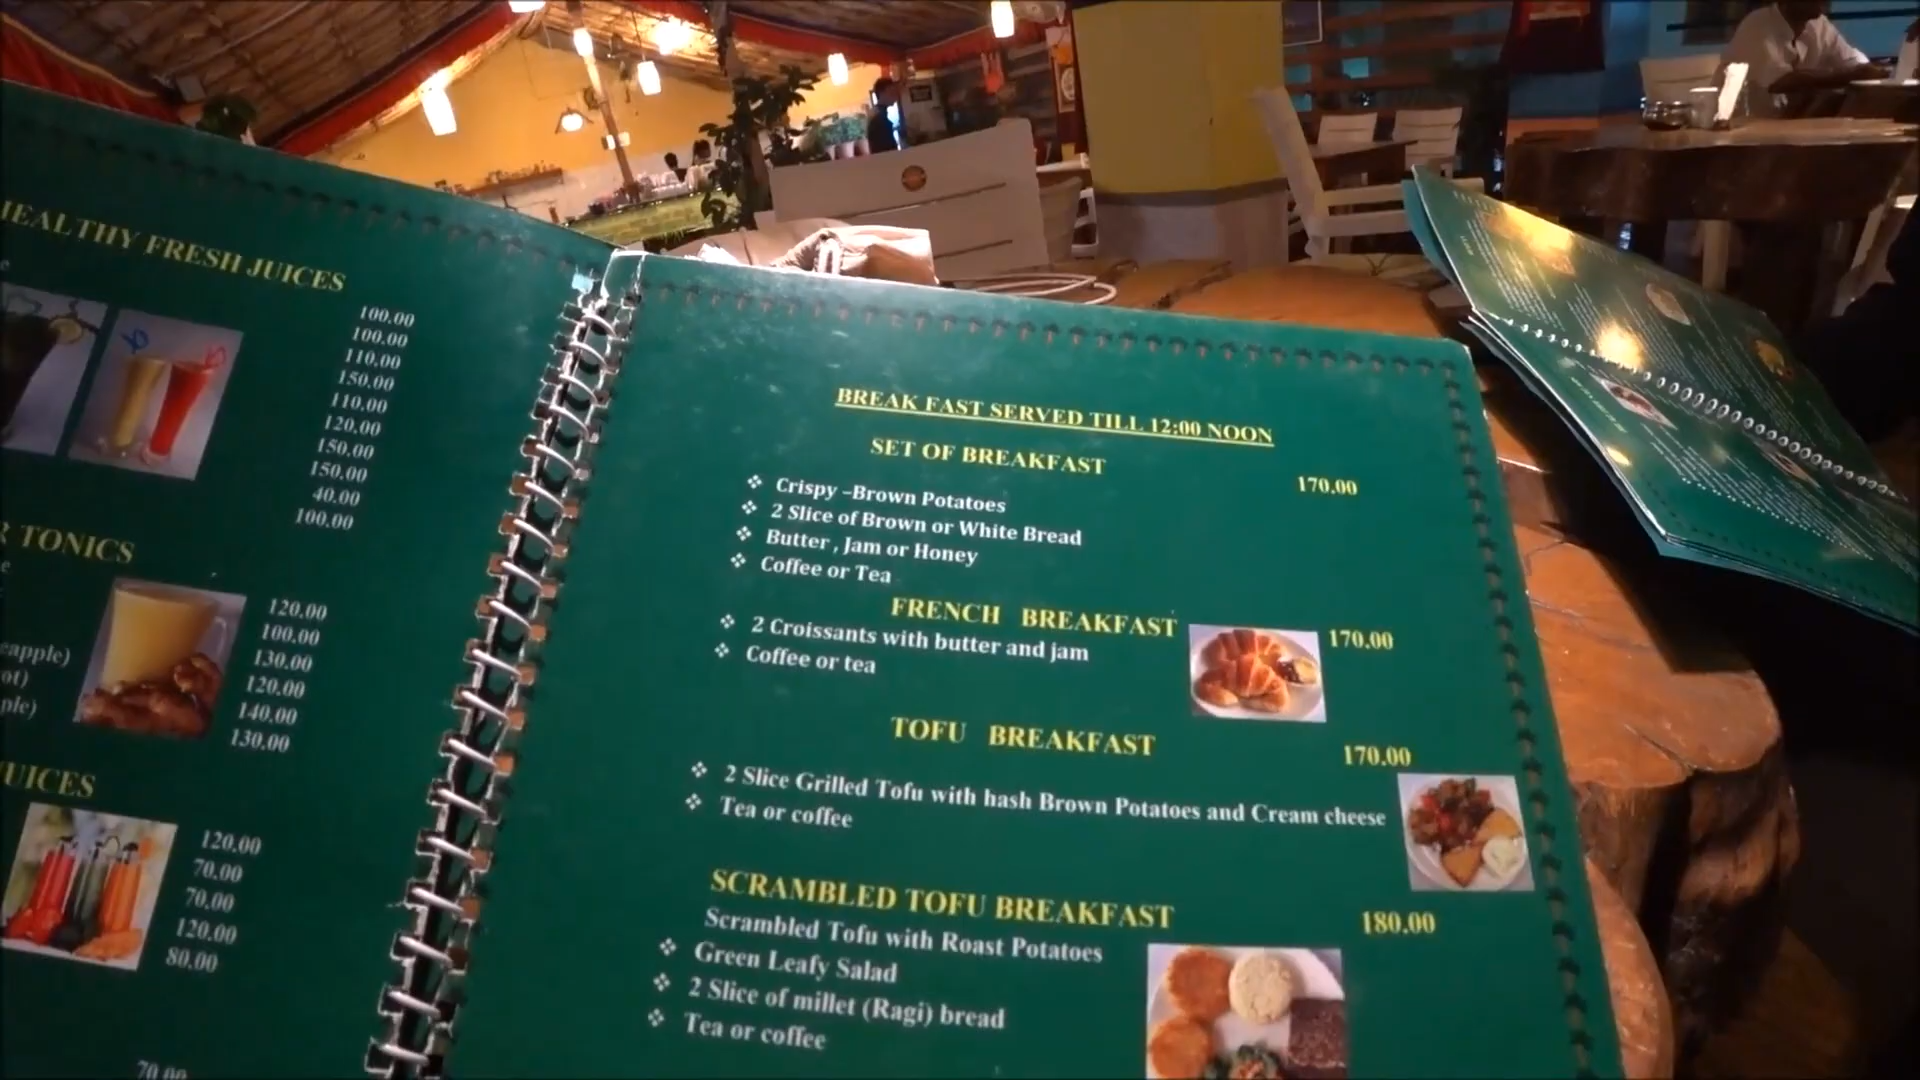 HEALTHY FRESH JUICES
100.00
100.00
110.00
150.00
110.00
120.00
150.00
150.00
40.00
100.00
TONICS
120.00
100.00
130.00
120.00
140.00
130.00
JUICES
120.00
70.00
70.00
120.00
80.00
70.00
BREAK FAST SERVED TILL 12:00 NOON
SET OF BREAKFAST 170.00
❖ Crispy –Brown Potatoes
❖ 2 Slice of Brown or White Bread
❖ Butter , Jam or Honey
❖ Coffee or Tea
FRENCH BREAKFAST 170.00
❖ 2 Croissants with butter and jam
❖ Coffee or tea
TOFU BREAKFAST 170.00
❖ 2 Slice Grilled Tofu with hash Brown Potatoes and Cream cheese
❖ Tea or coffee
SCRAMBLED TOFU BREAKFAST 180.00
Scrambled Tofu with Roast Potatoes
❖ Green Leafy Salad
❖ 2 Slice of millet (Ragi) bread
❖ Tea or coffee